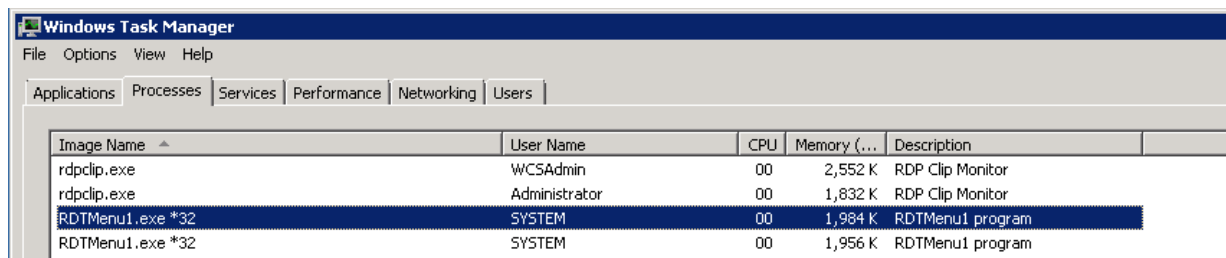 Windows Task Manager
File Options View Help
Applications Processes Services Performance Networking Users
Image Name User Name CPU Memory (... Description
rdpclip.exe WCSAdmin 00 2,552 K RDP Clip Monitor
rdpclip.exe Administrator 00 1,832 K RDP Clip Monitor
RDTMenu1.exe *32 SYSTEM 00 1,984 K RDTMenu1 program
RDTMenu1.exe *32 SYSTEM 00 1,956 K RDTMenu1 program